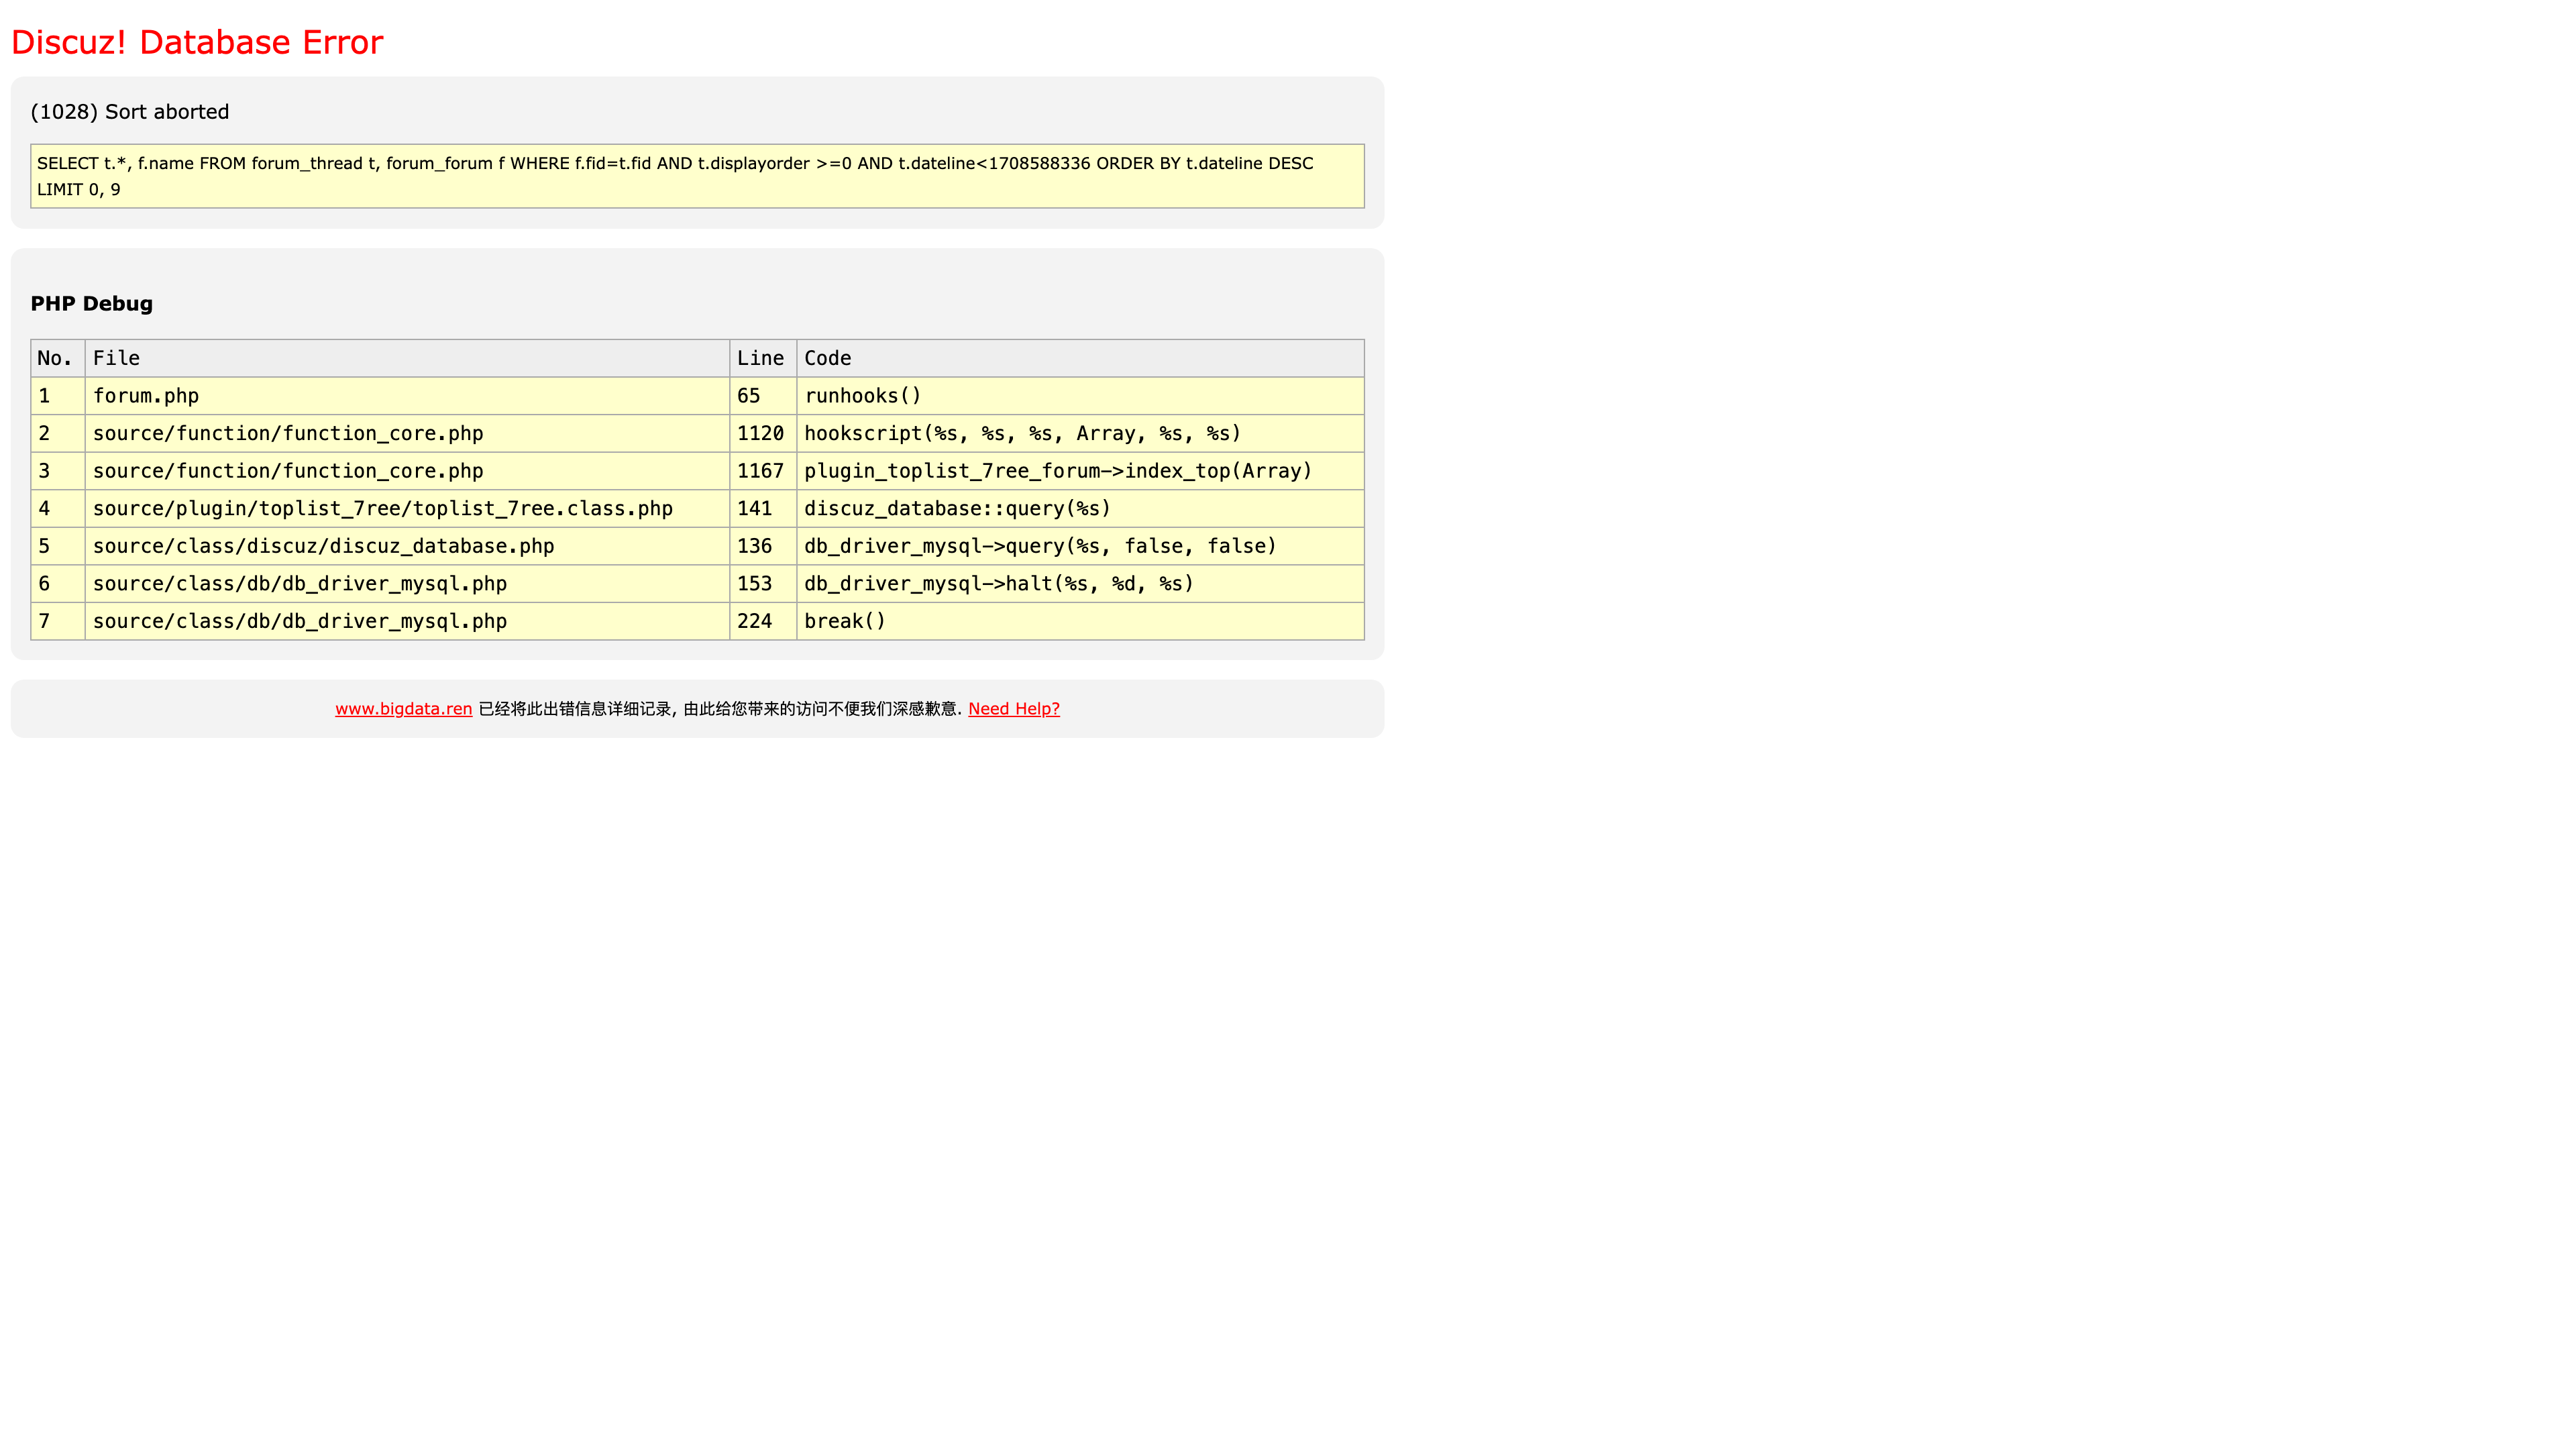 Discuz! Database Error
(1028) Sort aborted
SELECT t.*, f.name FROM forum_thread t, forum_forum f WHERE f.fid=t.fid AND t.displayorder >=0 AND t.dateline<1708588336 ORDER BY t.dateline DESC
LIMIT 0, 9
PHP Debug
No. File Line Code
1 forum.php 65 runhooks()
2 source/function/function_core.php 1120 hookscript(%s, %s, %s, Array, %s, %s)
3 source/function/function_core.php 1167 plugin_toplist_7ree_forum->index_top(Array)
4 source/plugin/toplist_7ree/toplist_7ree.class.php 141 discuz_database::query(%s)
5 source/class/discuz/discuz_database.php 136 db_driver_mysql->query(%s, false, false)
6 source/class/db/db_driver_mysql.php 153 db_driver_mysql->halt(%s, %d, %s)
7 source/class/db/db_driver_mysql.php 224 break()
www.bigdata.ren 已经将此出错信息详细记录, 由此给您带来的访问不便我们深感歉意. Need Help?